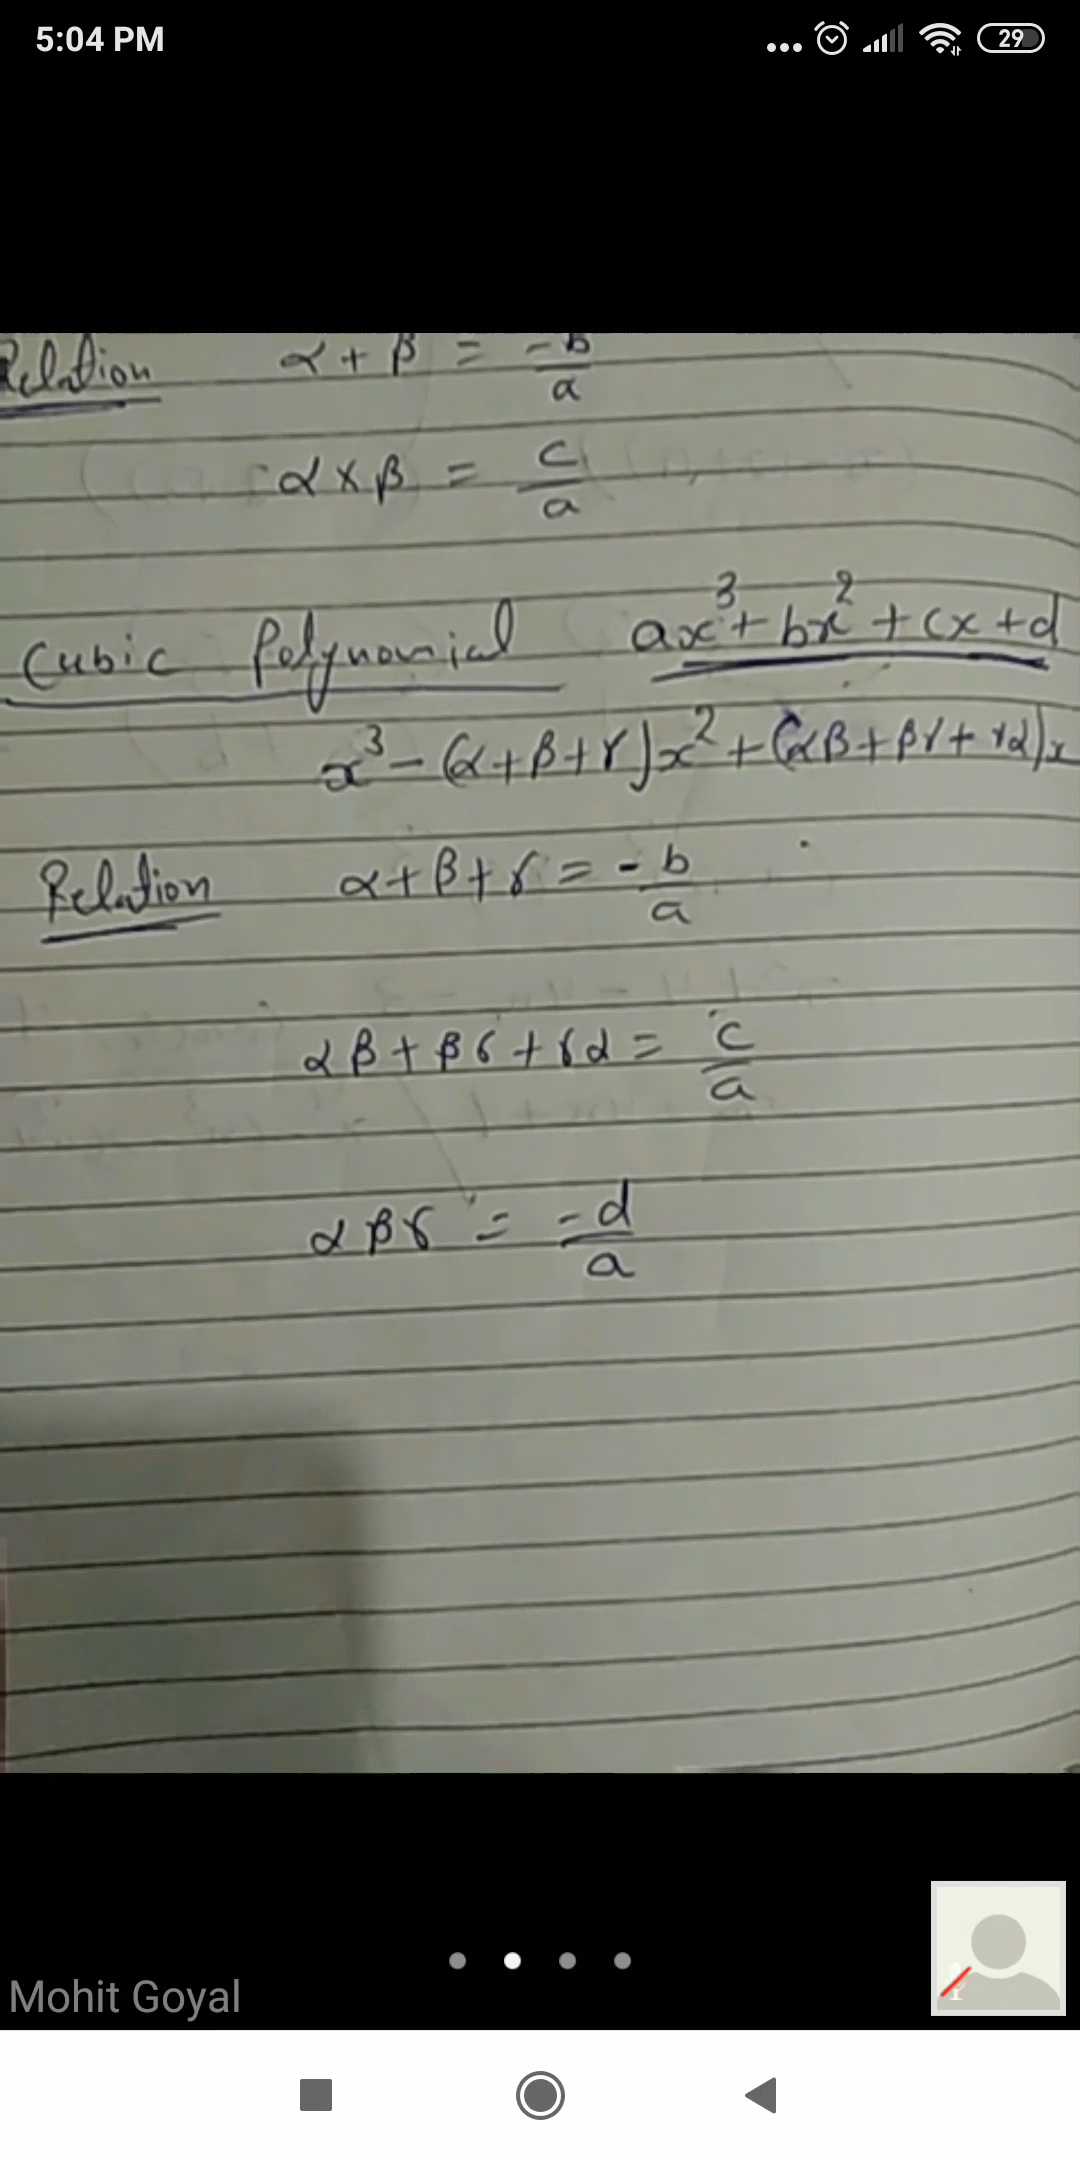 5:04 PM
29
Relation α + β = -b/a
α × β = c/a
Cubic Polynomial ax³ + bx² + cx + d
x³ - (α + β + γ)x² + (αβ + βγ + γα)x
Relation α + β + γ = -b/a
αβ + βγ + γα = c/a
αβγ = -d/a
Mohit Goyal